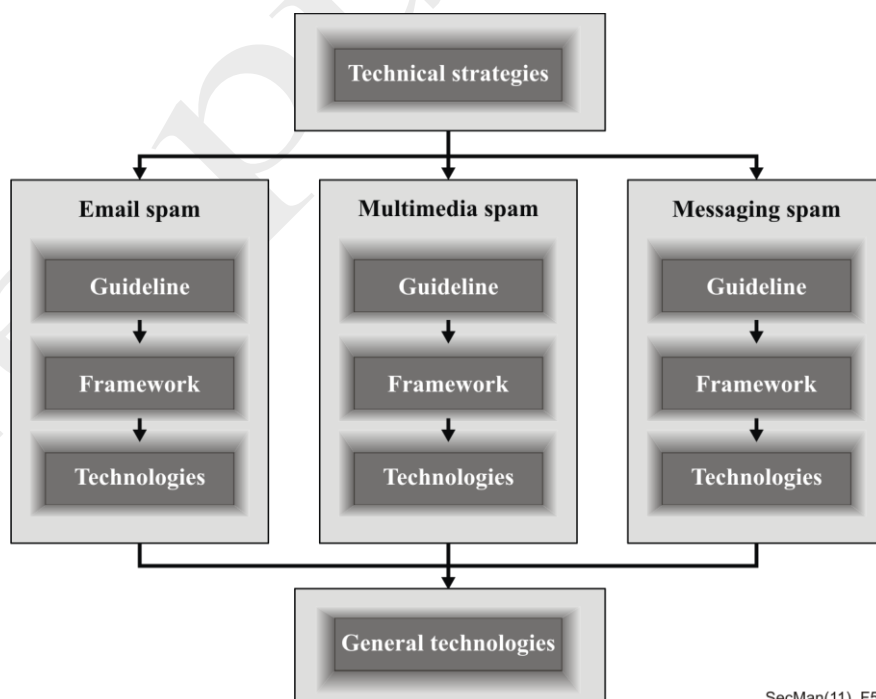 Technical strategies
Email spam
Guideline
Framework
Technologies
Multimedia spam
Guideline
Framework
Technologies
Messaging spam
Guideline
Framework
Technologies
General technologies